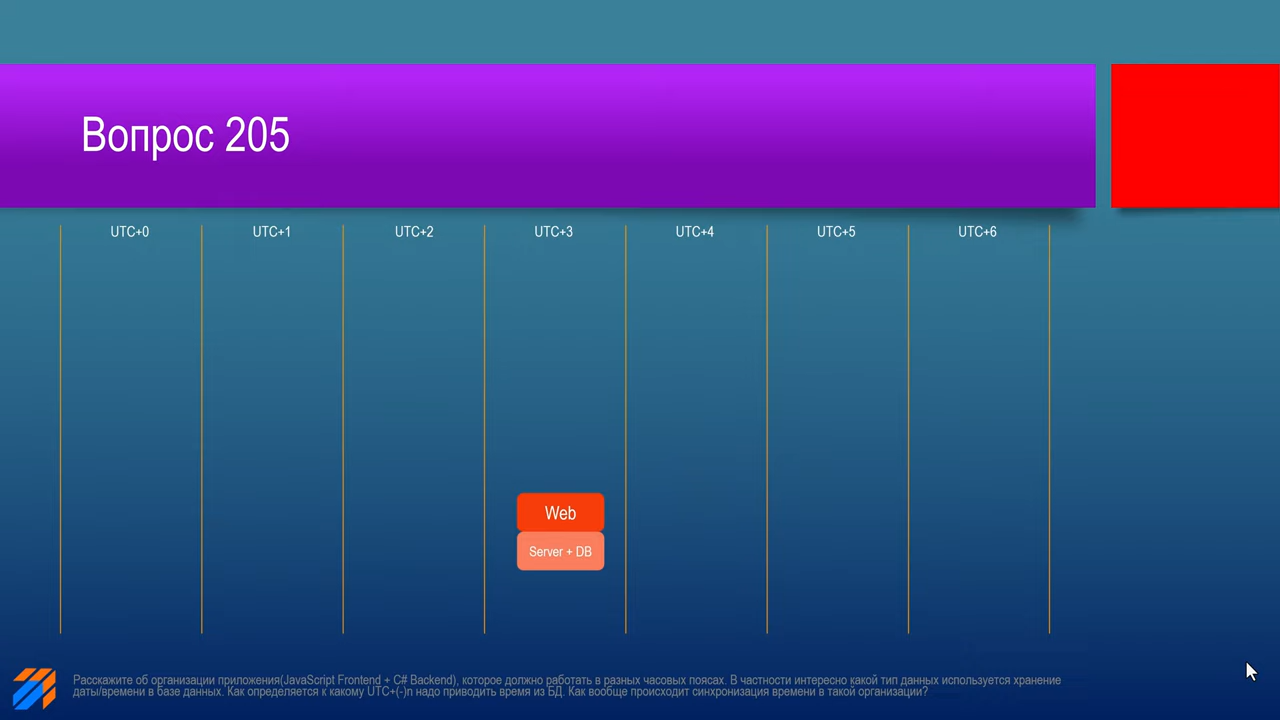 Вопрос 205
UTC+0 UTC+1 UTC+2 UTC+3 UTC+4 UTC+5 UTC+6
Web
Server + DB
Расскажите об организации приложения(JavaScript Frontend + C# Backend), которое должно работать в разных часовых поясах. В частности интересно какой тип данных используется хранение
даты/времени в базе данных. Как определяется к какому UTC+(-)n надо приводить время из БД. Как вообще происходит синхронизация времени в такой организации?